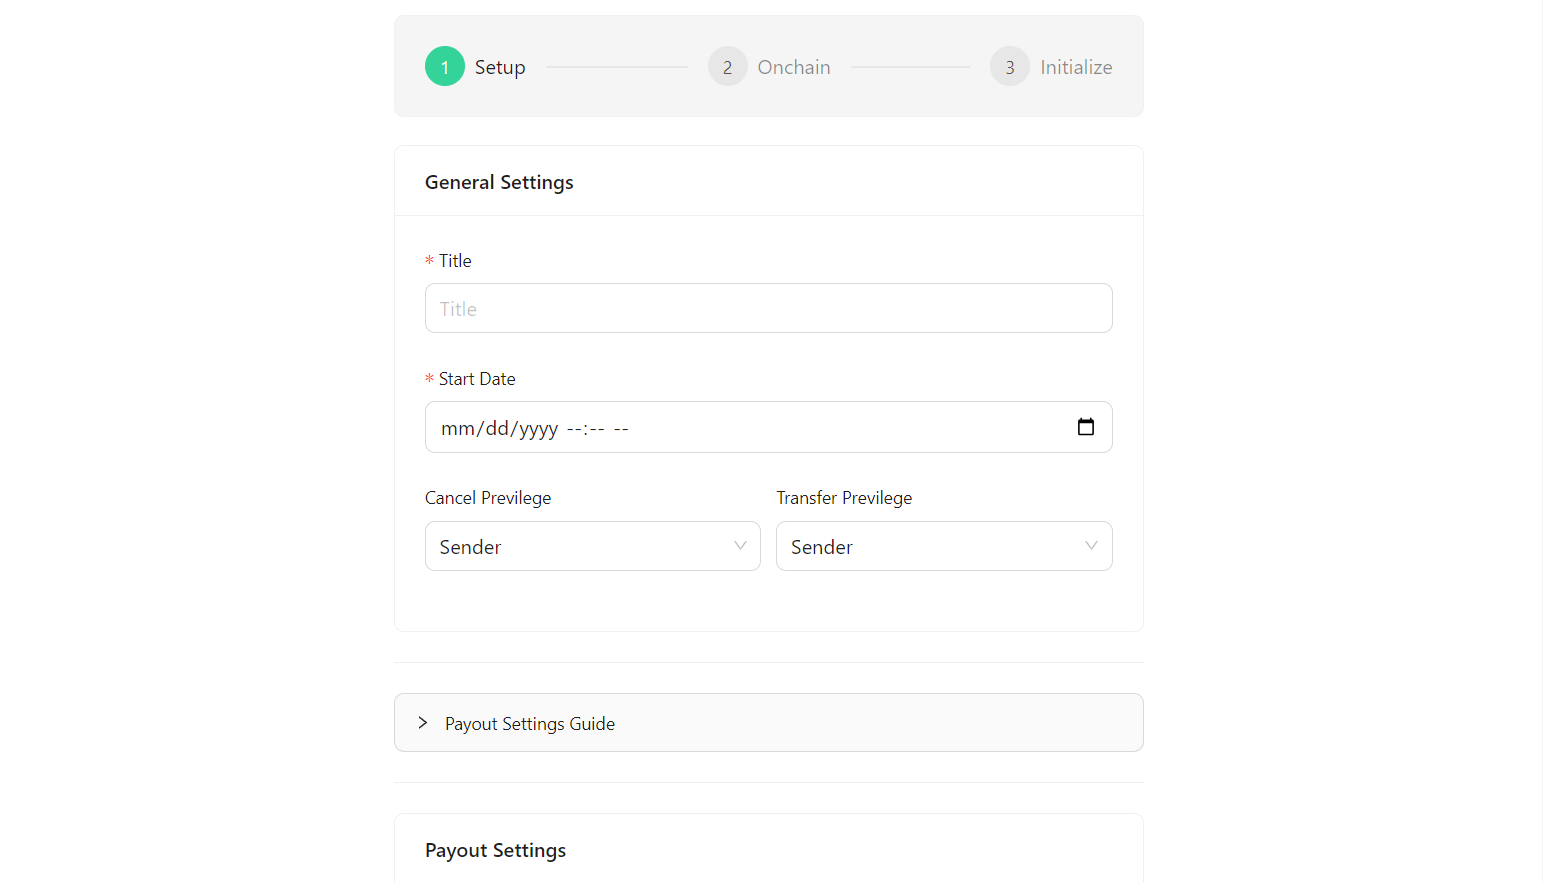 1 Setup 2 Onchain 3 Initialize
General Settings
* Title
Title
* Start Date
mm/dd/yyyy --:-- --
Cancel Previlege Transfer Previlege
Sender Sender
Payout Settings Guide
Payout Settings